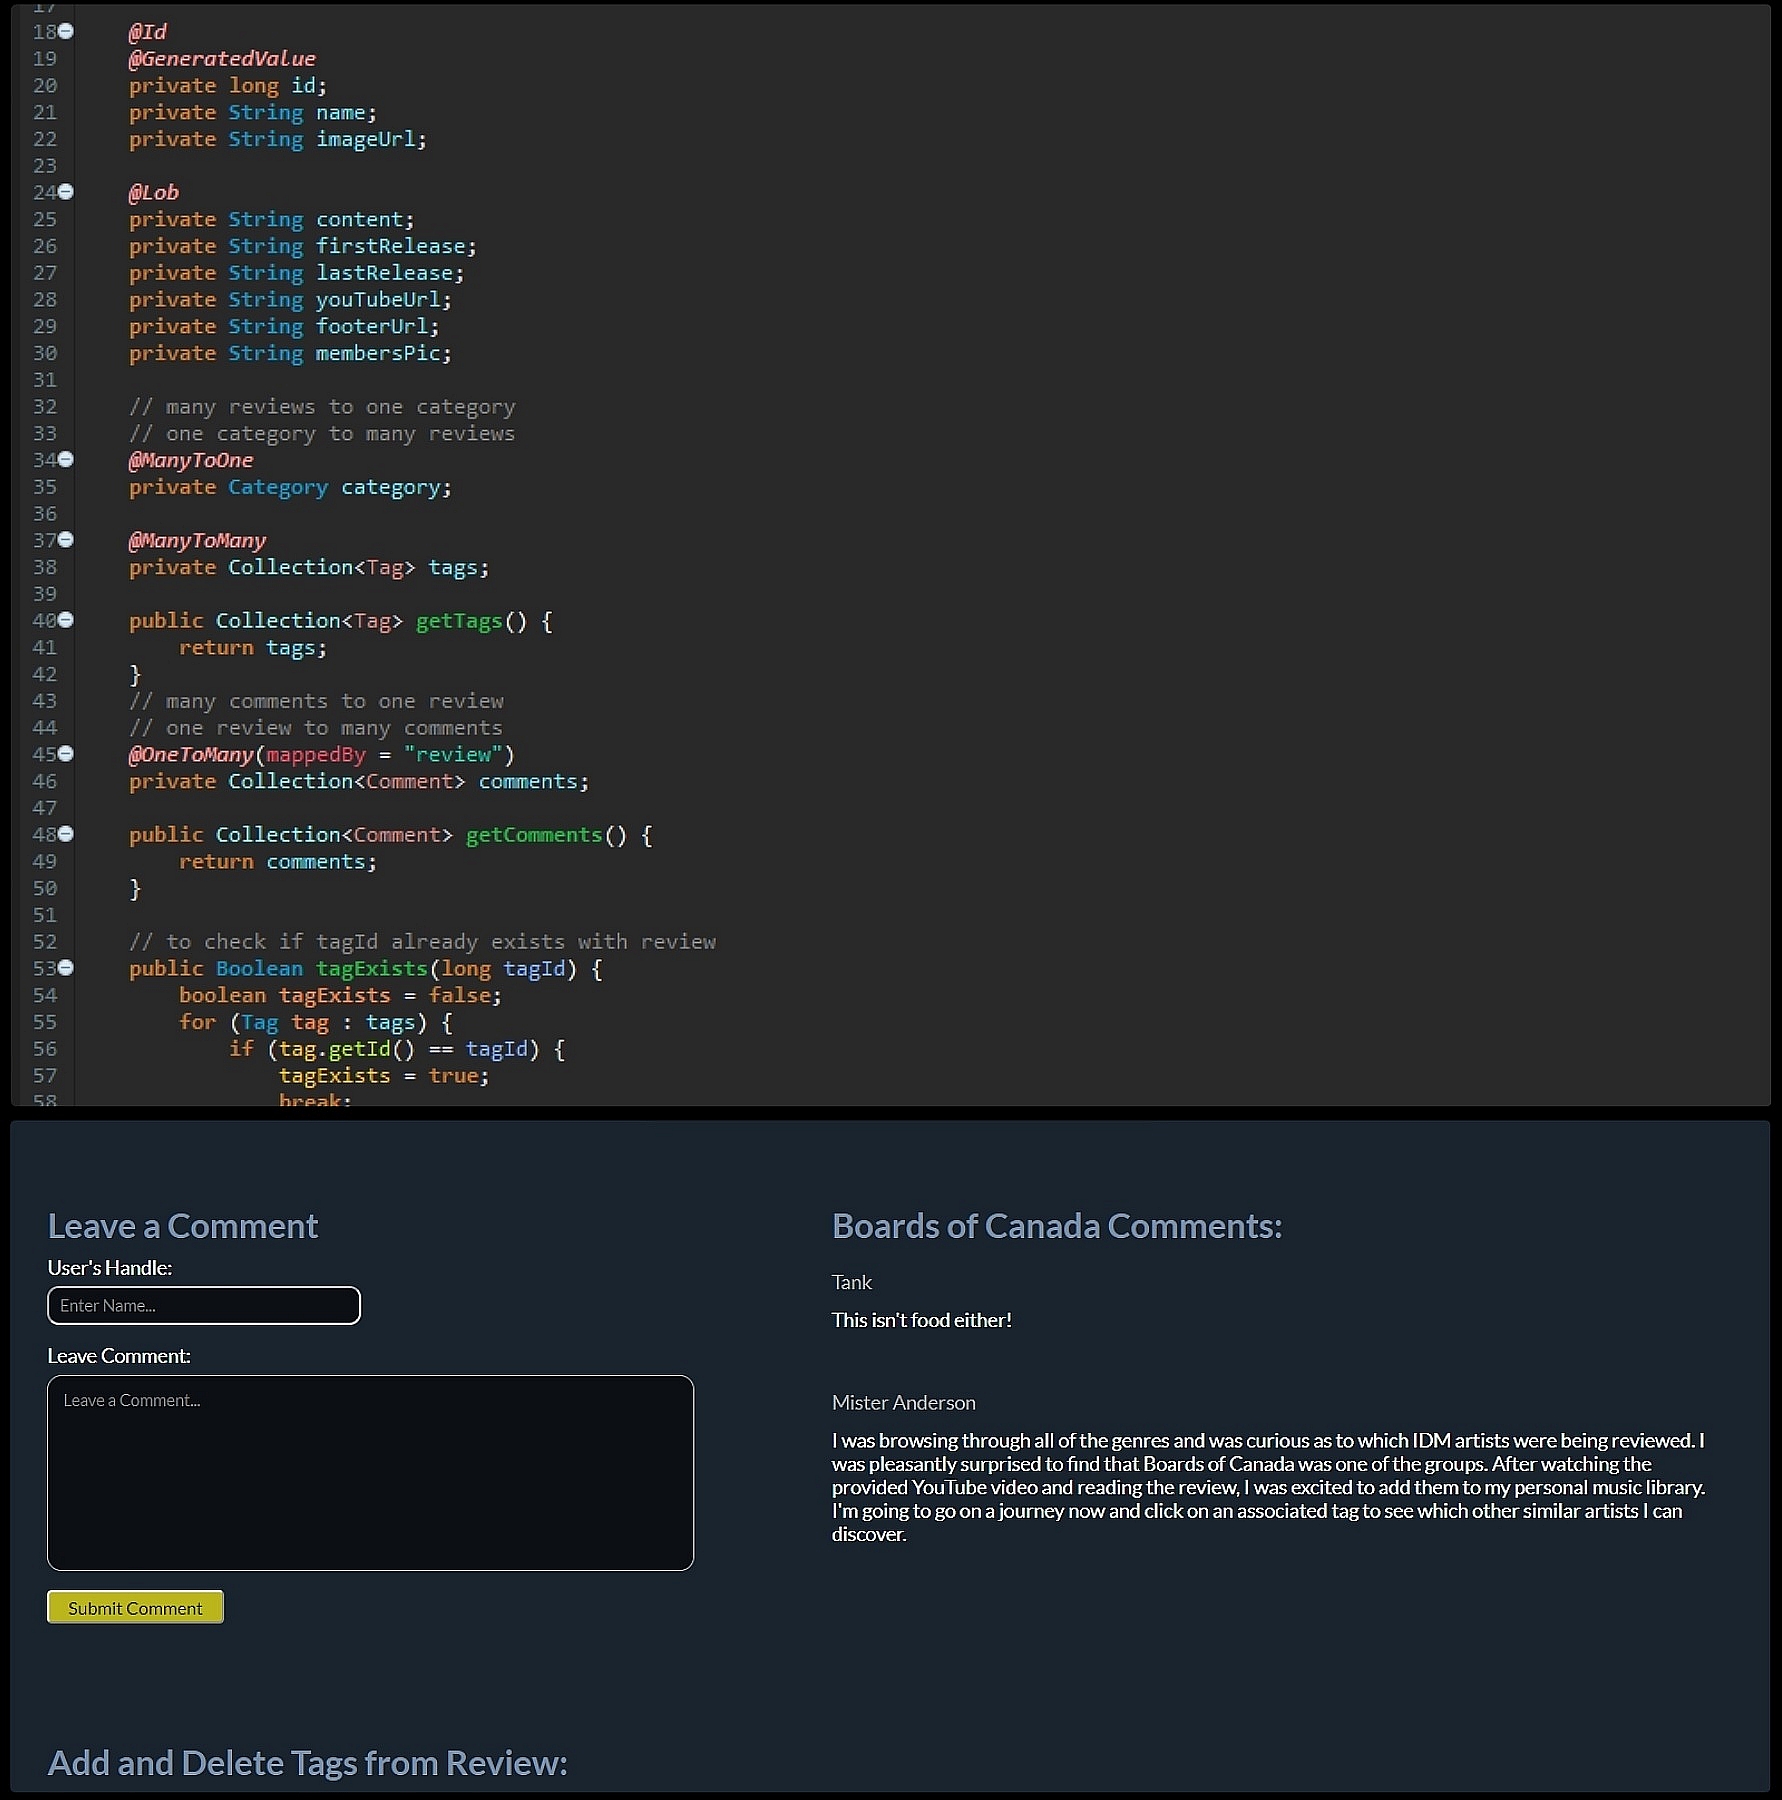 17
18 @Id
19 @GeneratedValue
20 private long id;
21 private String name;
22 private String imageUrl;
23
24 @Lob
25 private String content;
26 private String firstRelease;
27 private String lastRelease;
28 private String youTubeUrl;
29 private String footerUrl;
30 private String membersPic;
31
32 // many reviews to one category
33 // one category to many reviews
34 @ManyToOne
35 private Category category;
36
37 @ManyToMany
38 private Collection<Tag> tags;
39
40 public Collection<Tag> getTags() {
41 return tags;
42 }
43 // many comments to one review
44 // one review to many comments
45 @OneToMany(mappedBy = "review")
46 private Collection<Comment> comments;
47
48 public Collection<Comment> getComments() {
49 return comments;
50 }
51
52 // to check if tagId already exists with review
53 public Boolean tagExists(long tagId) {
54 boolean tagExists = false;
55 for (Tag tag : tags) {
56 if (tag.getId() == tagId) {
57 tagExists = true;
58 break;
Leave a Comment
User's Handle:
Enter Name...
Leave Comment:
Leave a Comment...
Submit Comment
Boards of Canada Comments:
Tank
This isn't food either!
Mister Anderson
I was browsing through all of the genres and was curious as to which IDM artists were being reviewed. I
was pleasantly surprised to find that Boards of Canada was one of the groups. After watching the
provided YouTube video and reading the review, I was excited to add them to my personal music library.
I'm going to go on a journey now and click on an associated tag to see which other similar artists I can
discover.
Add and Delete Tags from Review: